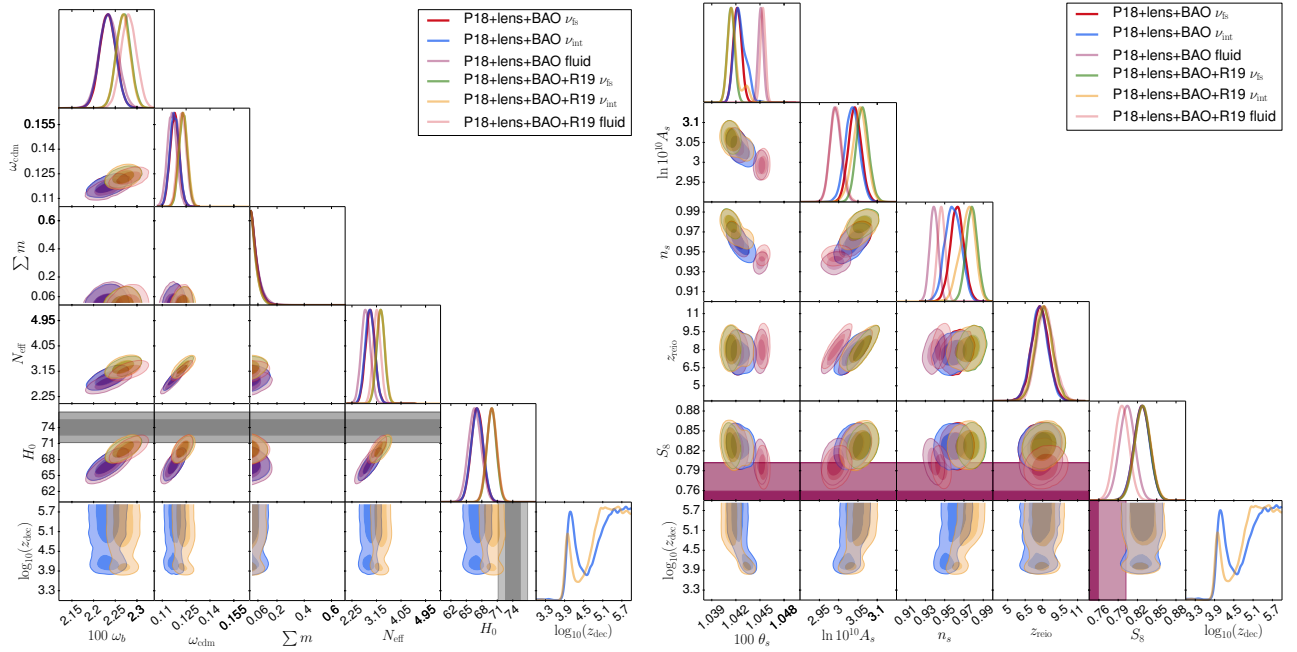 P18+lens+BAO ν_fs
P18+lens+BAO ν_int
P18+lens+BAO fluid
P18+lens+BAO+R19 ν_fs
P18+lens+BAO+R19 ν_int
P18+lens+BAO+R19 fluid
ω_cdm
0.155
0.14
0.125
0.11
∑ m
0.6
0.4
0.2
0.06
N_eff
4.95
4.05
3.15
2.25
H_0
74
71
68
65
62
log_10(z_dec)
5.7
5.1
4.5
3.9
3.3
2.15 2.2 2.25 2.3
100 ω_b
0.11 0.125 0.14 0.155
ω_cdm
0.06 0.2 0.4 0.6
∑ m
2.25 3.15 4.05 4.95
N_eff
62 65 68 71 74
H_0
3.3 3.9 4.5 5.1 5.7
log_10(z_dec)
P18+lens+BAO ν_fs
P18+lens+BAO ν_int
P18+lens+BAO fluid
P18+lens+BAO+R19 ν_fs
P18+lens+BAO+R19 ν_int
P18+lens+BAO+R19 fluid
ln 10^10 A_s
3.1
3.05
3
2.95
n_s
0.99
0.97
0.95
0.93
0.91
z_reio
11
9.5
8
6.5
5
S_8
0.88
0.85
0.82
0.79
0.76
log_10(z_dec)
5.7
5.1
4.5
3.9
3.3
1.039 1.042 1.045 1.048
100 θ_s
2.95 3 3.05 3.1
ln 10^10 A_s
0.91 0.93 0.95 0.97 0.99
n_s
5 6.5 8 9.5 11
z_reio
0.76 0.79 0.82 0.85 0.88
S_8
3.3 3.9 4.5 5.1 5.7
log_10(z_dec)